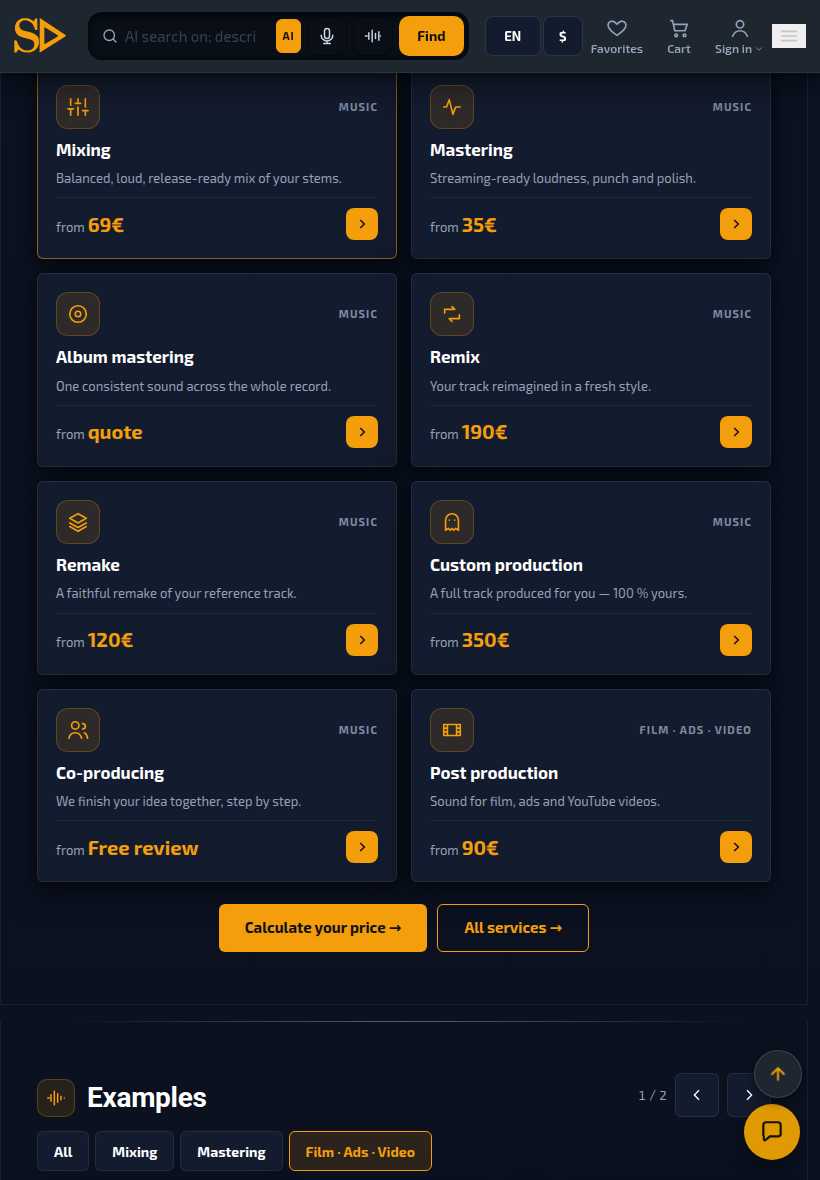 SD
AI search on: descri
AI
Find
EN
$
Favorites
Cart
Sign in
MUSIC
Mixing
Balanced, loud, release-ready mix of your stems.
from 69€
MUSIC
Mastering
Streaming-ready loudness, punch and polish.
from 35€
MUSIC
Album mastering
One consistent sound across the whole record.
from quote
MUSIC
Remix
Your track reimagined in a fresh style.
from 190€
MUSIC
Remake
A faithful remake of your reference track.
from 120€
MUSIC
Custom production
A full track produced for you — 100 % yours.
from 350€
MUSIC
Co-producing
We finish your idea together, step by step.
from Free review
FILM · ADS · VIDEO
Post production
Sound for film, ads and YouTube videos.
from 90€
Calculate your price →
All services →
Examples
1 / 2
All
Mixing
Mastering
Film · Ads · Video